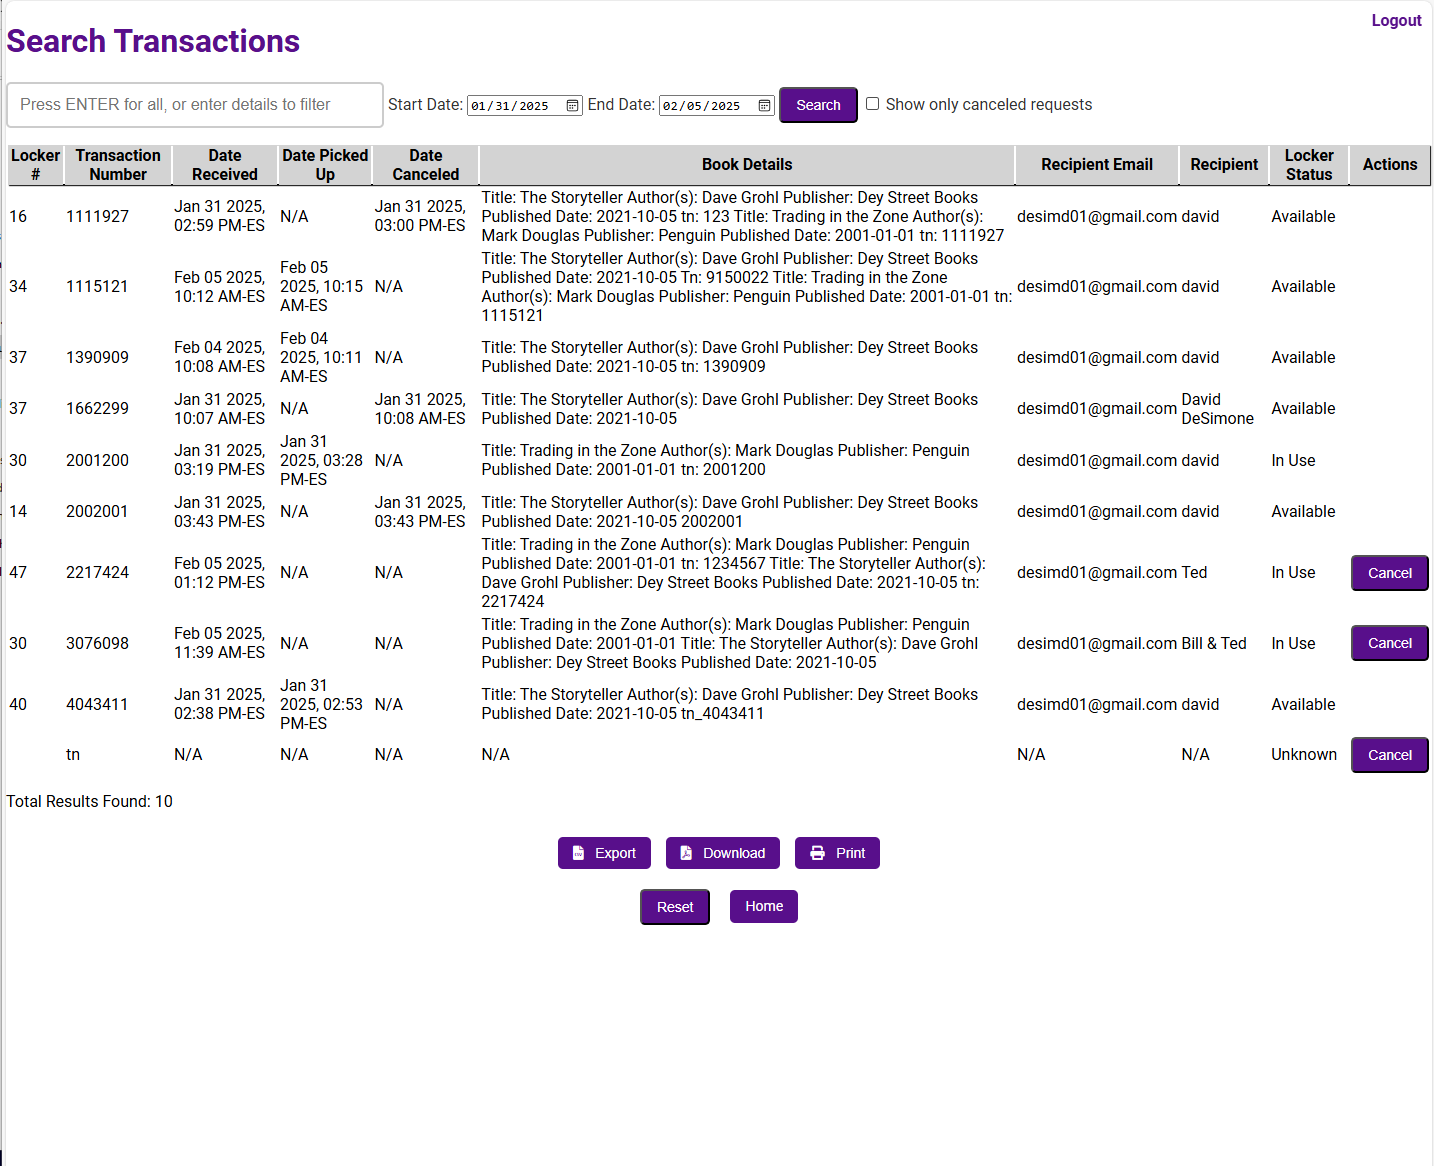 Logout
Search Transactions
Press ENTER for all, or enter details to filter Start Date: 01/31/2025 End Date: 02/05/2025 Search Show only canceled requests
Locker # Transaction Number Date Received Date Picked Up Date Canceled Book Details Recipient Email Recipient Locker Status Actions
16 1111927 Jan 31 2025, 02:59 PM-ES N/A Jan 31 2025, 03:00 PM-ES Title: The Storyteller Author(s): Dave Grohl Publisher: Dey Street Books Published Date: 2021-10-05 tn: 123 Title: Trading in the Zone Author(s): Mark Douglas Publisher: Penguin Published Date: 2001-01-01 tn: 1111927 desimd01@gmail.com david Available
34 1115121 Feb 05 2025, 10:12 AM-ES Feb 05 2025, 10:15 AM-ES N/A Title: The Storyteller Author(s): Dave Grohl Publisher: Dey Street Books Published Date: 2021-10-05 Tn: 9150022 Title: Trading in the Zone Author(s): Mark Douglas Publisher: Penguin Published Date: 2001-01-01 tn: 1115121 desimd01@gmail.com david Available
37 1390909 Feb 04 2025, 10:08 AM-ES Feb 04 2025, 10:11 AM-ES N/A Title: The Storyteller Author(s): Dave Grohl Publisher: Dey Street Books Published Date: 2021-10-05 tn: 1390909 desimd01@gmail.com david Available
37 1662299 Jan 31 2025, 10:07 AM-ES N/A Jan 31 2025, 10:08 AM-ES Title: The Storyteller Author(s): Dave Grohl Publisher: Dey Street Books Published Date: 2021-10-05 desimd01@gmail.com David DeSimone Available
30 2001200 Jan 31 2025, 03:19 PM-ES Jan 31 2025, 03:28 PM-ES N/A Title: Trading in the Zone Author(s): Mark Douglas Publisher: Penguin Published Date: 2001-01-01 tn: 2001200 desimd01@gmail.com david In Use
14 2002001 Jan 31 2025, 03:43 PM-ES N/A Jan 31 2025, 03:43 PM-ES Title: The Storyteller Author(s): Dave Grohl Publisher: Dey Street Books Published Date: 2021-10-05 2002001 desimd01@gmail.com david Available
47 2217424 Feb 05 2025, 01:12 PM-ES N/A N/A Title: Trading in the Zone Author(s): Mark Douglas Publisher: Penguin Published Date: 2001-01-01 tn: 1234567 Title: The Storyteller Author(s): Dave Grohl Publisher: Dey Street Books Published Date: 2021-10-05 tn: 2217424 desimd01@gmail.com Ted In Use Cancel
30 3076098 Feb 05 2025, 11:39 AM-ES N/A N/A Title: Trading in the Zone Author(s): Mark Douglas Publisher: Penguin Published Date: 2001-01-01 Title: The Storyteller Author(s): Dave Grohl Publisher: Dey Street Books Published Date: 2021-10-05 desimd01@gmail.com Bill & Ted In Use Cancel
40 4043411 Jan 31 2025, 02:38 PM-ES Jan 31 2025, 02:53 PM-ES N/A Title: The Storyteller Author(s): Dave Grohl Publisher: Dey Street Books Published Date: 2021-10-05 tn_4043411 desimd01@gmail.com david Available
tn N/A N/A N/A N/A N/A N/A Unknown Cancel
Total Results Found: 10
Export Download Print
Reset Home